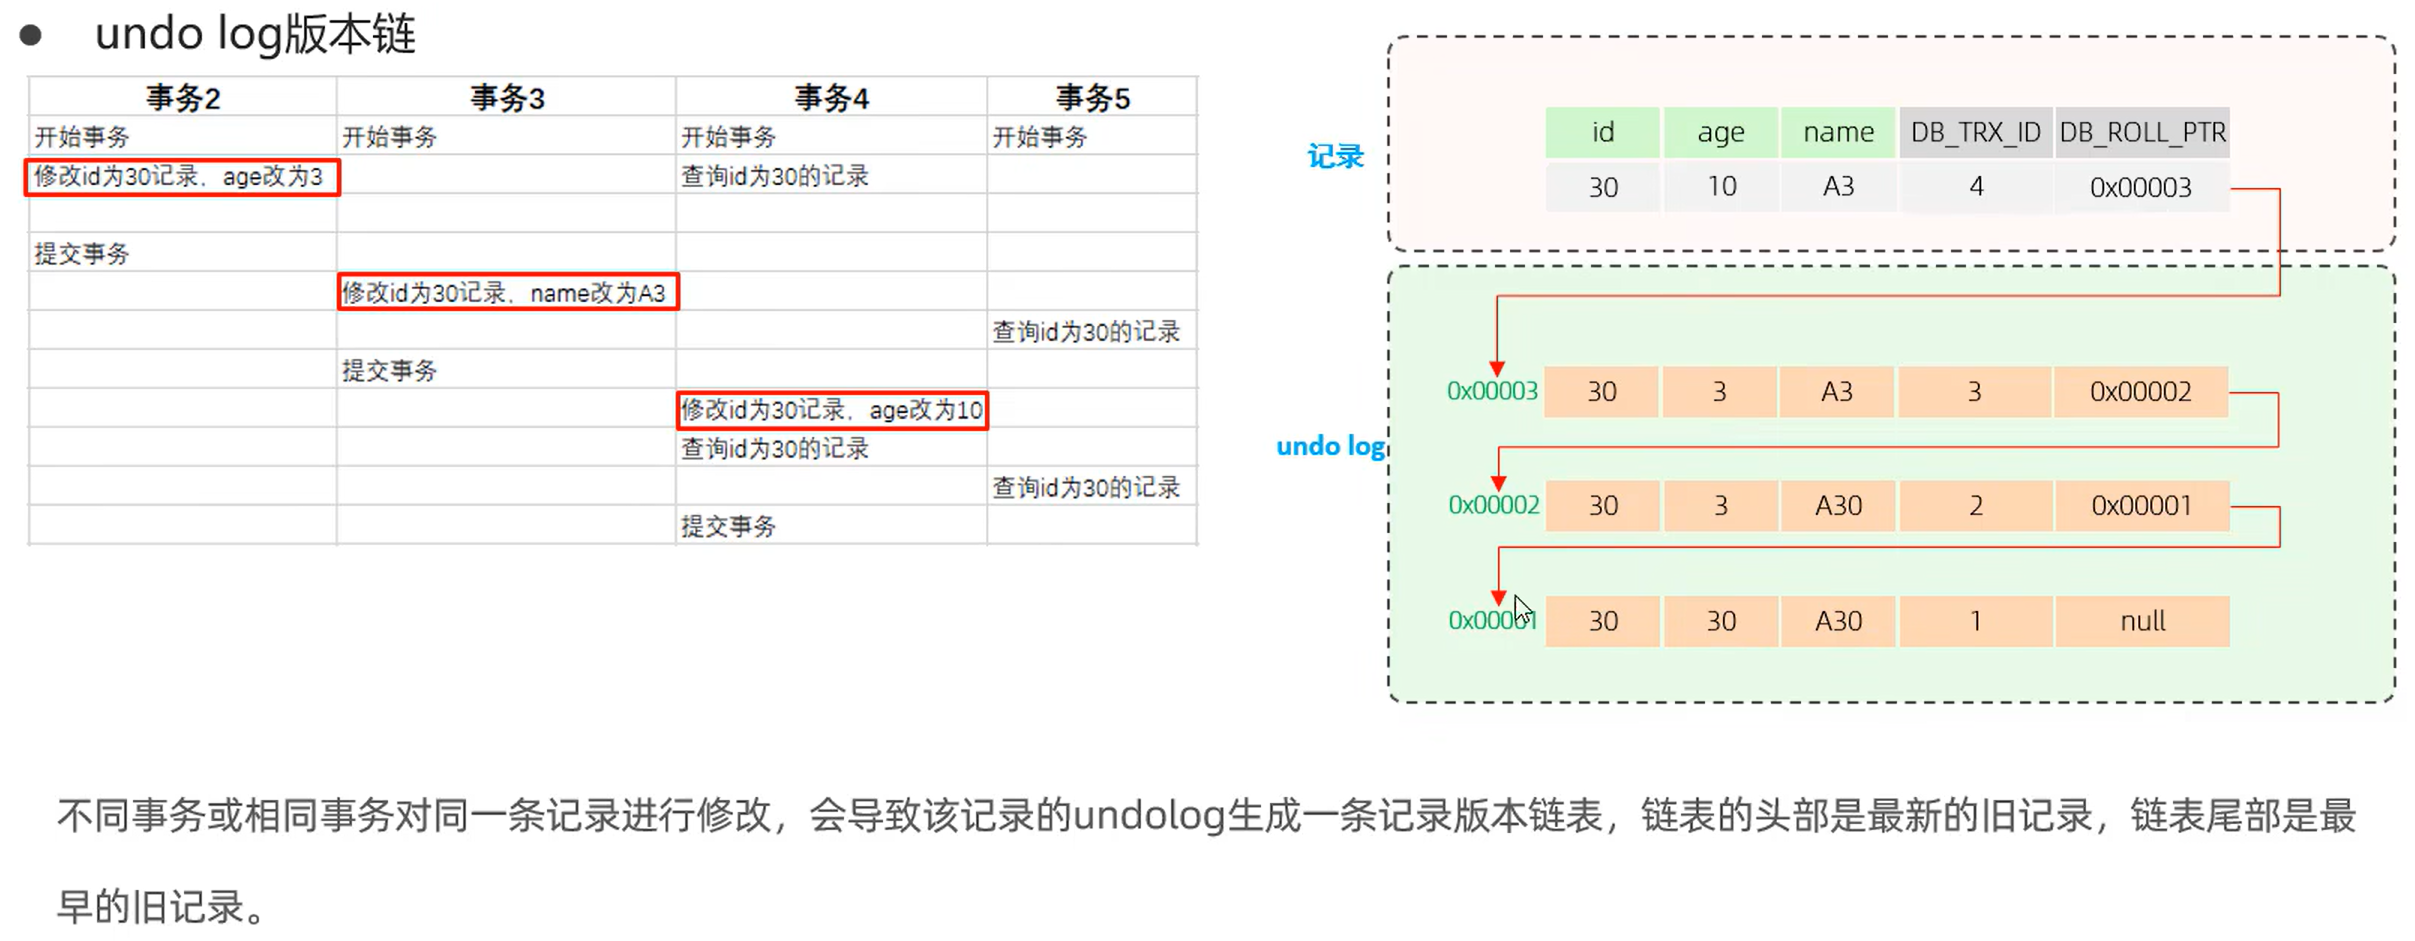 ● undo log版本链
事务2 事务3 事务4 事务5
开始事务 开始事务 开始事务 开始事务
修改id为30记录，age改为3 查询id为30的记录
提交事务
修改id为30记录，name改为A3
查询id为30的记录
提交事务
修改id为30记录，age改为10
查询id为30的记录
查询id为30的记录
提交事务
记录
id age name DB_TRX_ID DB_ROLL_PTR
30 10 A3 4 0x00003
undo log
0x00003 30 3 A3 3 0x00002
0x00002 30 3 A30 2 0x00001
0x00001 30 30 A30 1 null
不同事务或相同事务对同一条记录进行修改，会导致该记录的undolog生成一条记录版本链表，链表的头部是最新的旧记录，链表尾部是最
早的旧记录。